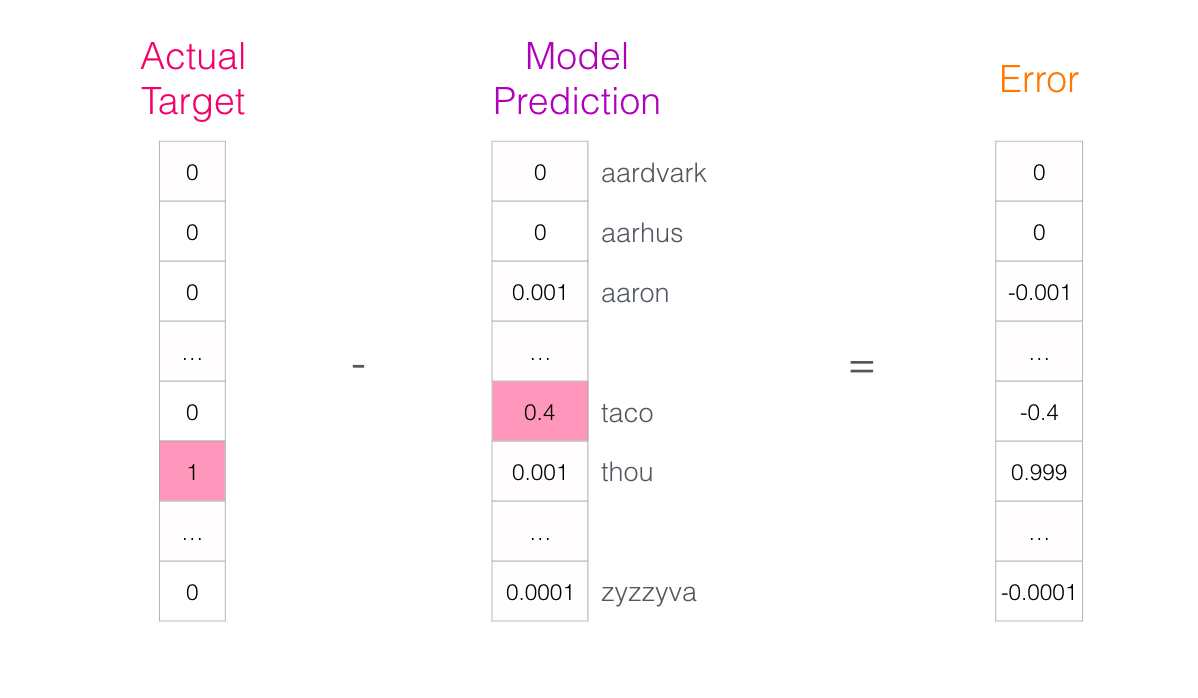 Actual
Target
Model
Prediction
Error
0 0 aardvark 0
0 0 aarhus 0
0 0.001 aaron -0.001
... ... ...
0 0.4 taco -0.4
- =
1 0.001 thou 0.999
... ... ...
0 0.0001 zyzzyva -0.0001